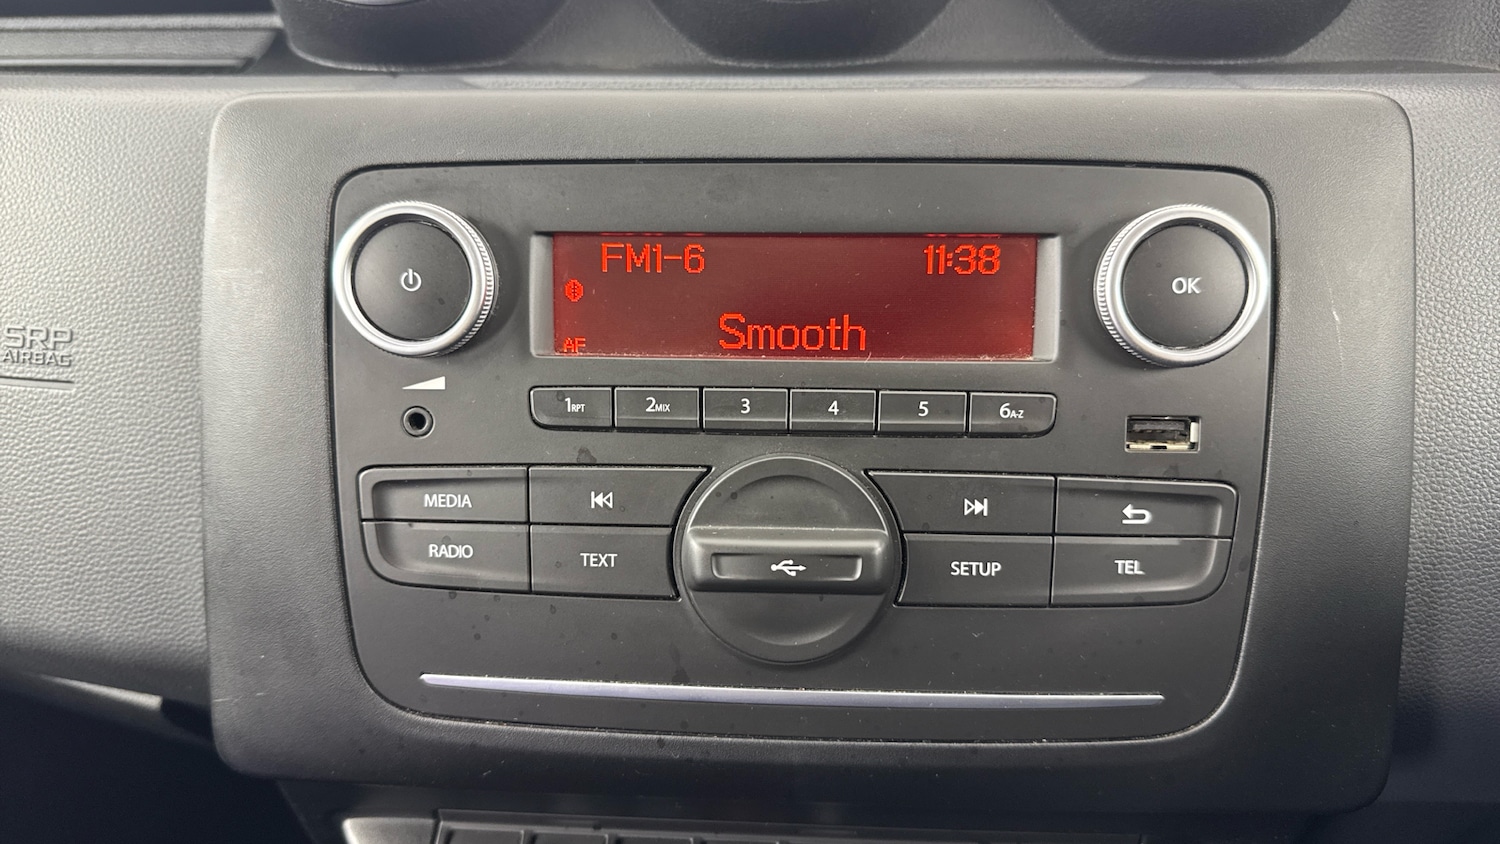 FM1-6 11:38
AF
Smooth
OK
SRP
AIRBAG
1RPT 2MIX 3 4 5 6A-Z
MEDIA
RADIO TEXT SETUP TEL